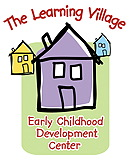 The Learning Village
Early Childhood
Development
Center